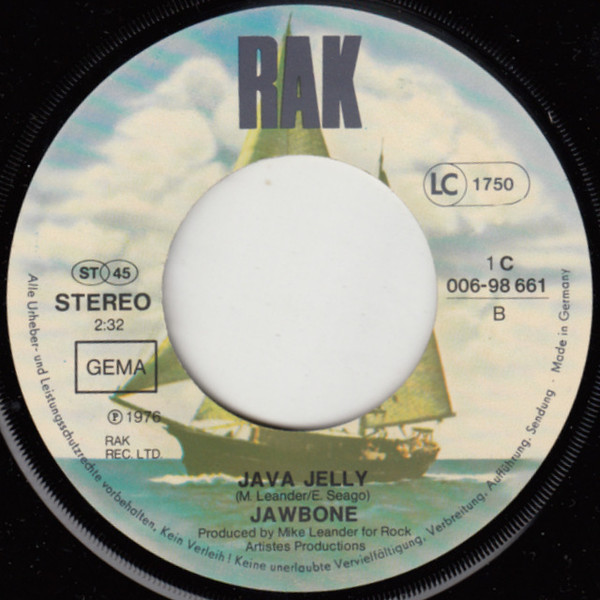 RAK
LC 1750
1 C
006-98 661
B
ST 45
STEREO
2:32
GEMA
Ⓟ 1976
RAK
REC. LTD.
JAVA JELLY
(M. Leander/E. Seago)
JAWBONE
Produced by Mike Leander for Rock
Artistes Productions
Alle Urheber- und Leistungsschutzrechte vorbehalten. Kein Verleih! Keine unerlaubte Vervielfältigung, Verbreitung, Aufführung, Sendung · Made in Germany